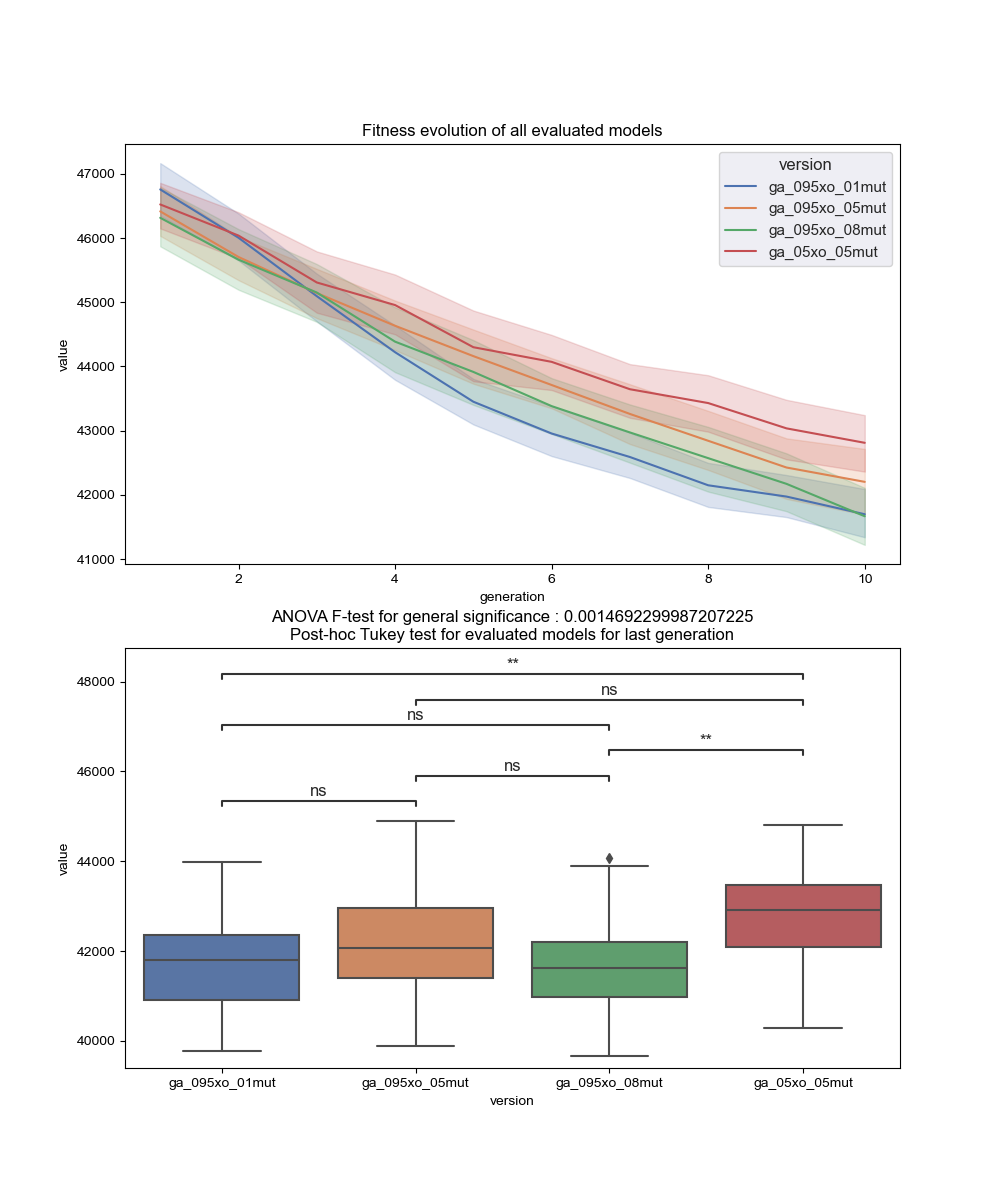 Fitness evolution of all evaluated models
47000
46000
45000
44000
43000
42000
41000
value
version
ga_095xo_01mut
ga_095xo_05mut
ga_095xo_08mut
ga_05xo_05mut
2
4
6
8
10
generation
ANOVA F-test for general significance : 0.0014692299987207225
Post-hoc Tukey test for evaluated models for last generation
48000
46000
44000
42000
40000
value
**
ns
ns
**
ns
ns
ga_095xo_01mut
ga_095xo_05mut
ga_095xo_08mut
ga_05xo_05mut
version